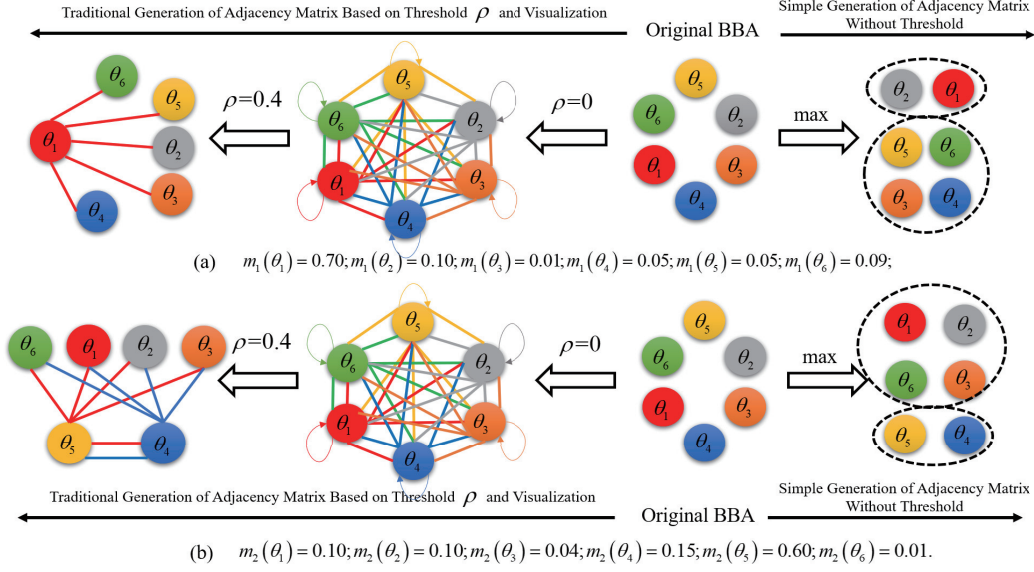 Traditional Generation of Adjacency Matrix Based on Threshold ρ and Visualization
Original BBA
Simple Generation of Adjacency Matrix
Without Threshold
θ₆
θ₅
θ₁
θ₂
θ₃
θ₄
ρ=0.4
θ₅
θ₆
θ₂
θ₁
θ₃
θ₄
ρ=0
θ₅
θ₆
θ₂
θ₁
θ₃
θ₄
max
θ₂ θ₁
θ₅ θ₆
θ₃ θ₄
(a) m₁(θ₁)=0.70;m₁(θ₂)=0.10;m₁(θ₃)=0.01;m₁(θ₄)=0.05;m₁(θ₅)=0.05;m₁(θ₆)=0.09;
θ₆ θ₁ θ₂ θ₃
θ₅ θ₄
ρ=0.4
θ₅
θ₆
θ₂
θ₁
θ₃
θ₄
ρ=0
θ₅
θ₆
θ₂
θ₁
θ₃
θ₄
max
θ₁ θ₂
θ₆ θ₃
θ₅ θ₄
Traditional Generation of Adjacency Matrix Based on Threshold ρ and Visualization
Original BBA
Simple Generation of Adjacency Matrix
Without Threshold
(b) m₂(θ₁)=0.10;m₂(θ₂)=0.10;m₂(θ₃)=0.04;m₂(θ₄)=0.15;m₂(θ₅)=0.60;m₂(θ₆)=0.01.